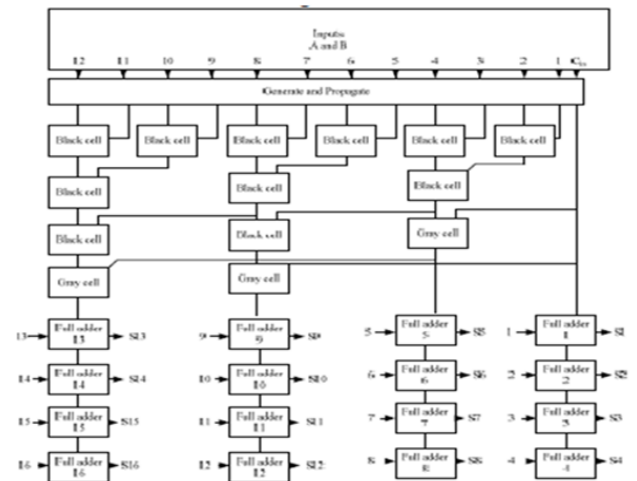 Inputs
A and B
12 11 10 9 8 7 6 5 4 3 2 1 Cin
Generate and Propagate
Black cell Black cell Black cell Black cell Black cell Black cell
Black cell Black cell Black cell
Black cell Black cell Gray cell
Gray cell Gray cell
13 Full adder 13 S13 9 Full adder 9 S9 5 Full adder 5 S5 1 Full adder 1 S1
14 Full adder 14 S14 10 Full adder 10 S10 6 Full adder 6 S6 2 Full adder 2 S2
15 Full adder 15 S15 11 Full adder 11 S11 7 Full adder 7 S7 3 Full adder 3 S3
16 Full adder 16 S16 12 Full adder 12 S12 8 Full adder 8 S8 4 Full adder 4 S4